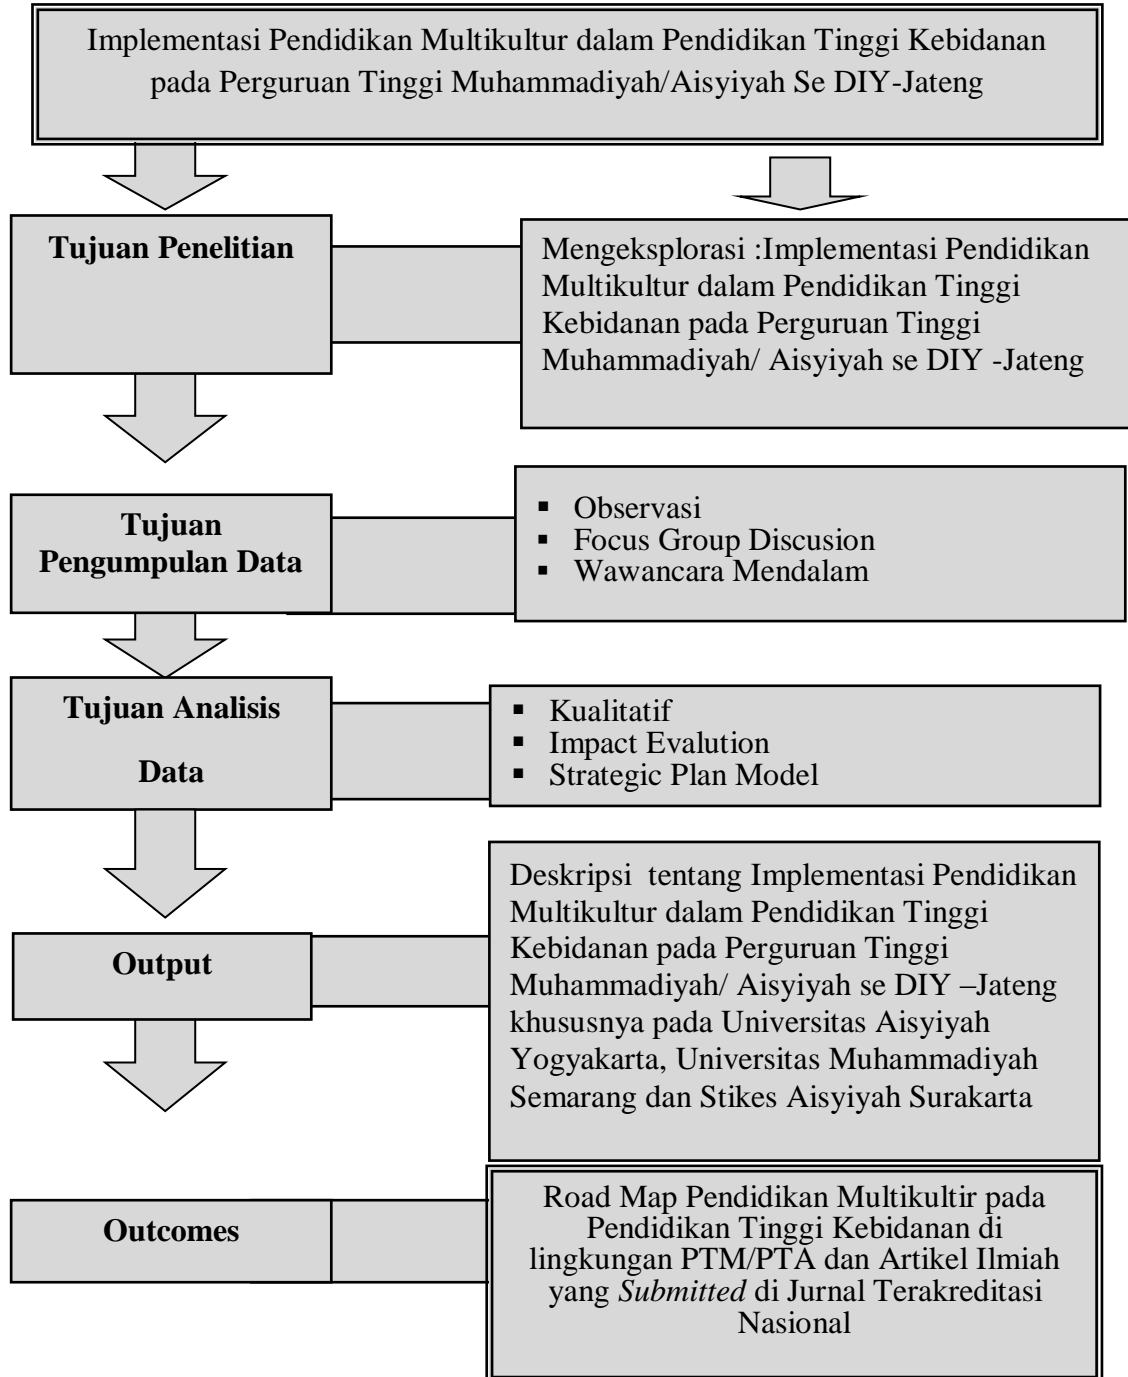 Implementasi Pendidikan Multikultur dalam Pendidikan Tinggi Kebidanan
pada Perguruan Tinggi Muhammadiyah/Aisyiyah Se DIY-Jateng
Tujuan Penelitian
Mengeksplorasi :Implementasi Pendidikan
Multikultur dalam Pendidikan Tinggi
Kebidanan pada Perguruan Tinggi
Muhammadiyah/ Aisyiyah se DIY -Jateng
Tujuan
Pengumpulan Data
▪ Observasi
▪ Focus Group Discusion
▪ Wawancara Mendalam
Tujuan Analisis
Data
▪ Kualitatif
▪ Impact Evalution
▪ Strategic Plan Model
Output
Deskripsi tentang Implementasi Pendidikan
Multikultur dalam Pendidikan Tinggi
Kebidanan pada Perguruan Tinggi
Muhammadiyah/ Aisyiyah se DIY –Jateng
khususnya pada Universitas Aisyiyah
Yogyakarta, Universitas Muhammadiyah
Semarang dan Stikes Aisyiyah Surakarta
Outcomes
Road Map Pendidikan Multikultir pada
Pendidikan Tinggi Kebidanan di
lingkungan PTM/PTA dan Artikel Ilmiah
yang Submitted di Jurnal Terakreditasi
Nasional